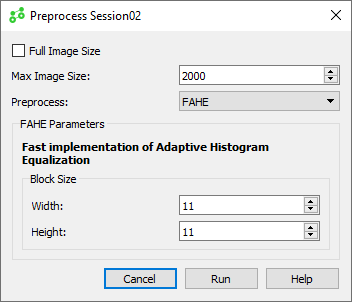 Preprocess Session02
Full Image Size
Max Image Size: 2000
Preprocess: FAHE
FAHE Parameters
Fast implementation of Adaptive Histogram
Equalization
Block Size
Width: 11
Height: 11
Cancel Run Help